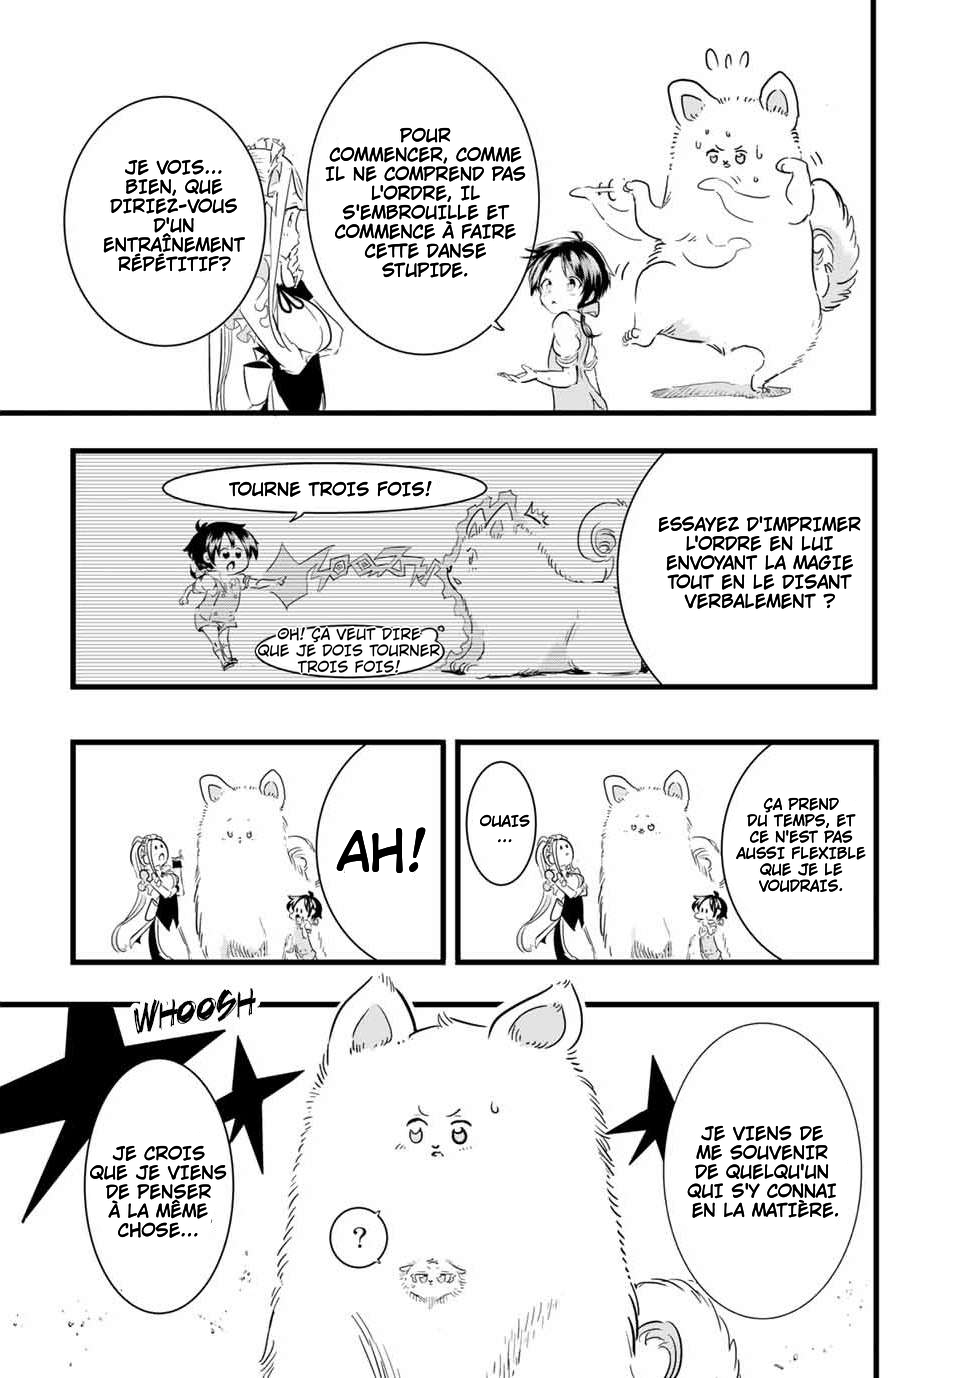 POUR
COMMENCER, COMME
IL NE COMPREND PAS
L'ORDRE, IL
S'EMBROUILLE ET
COMMENCE À FAIRE
CETTE DANSE
STUPIDE.
JE VOIS...
BIEN, QUE
DIRIEZ-VOUS
D'UN
ENTRAÎNEMENT
RÉPÉTITIF?
ESSAYEZ D'IMPRIMER
L'ORDRE EN LUI
ENVOYANT LA MAGIE
TOUT EN LE DISANT
VERBALEMENT ?
TOURNE TROIS FOIS!
OH! ÇA VEUT DIRE
QUE JE DOIS TOURNER
TROIS FOIS!
ÇA PREND
DU TEMPS, ET
CE N'EST PAS
AUSSI FLEXIBLE
QUE JE LE
VOUDRAIS.
OUAIS
...
AH!
WHOOSH
JE VIENS DE
ME SOUVENIR
DE QUELQU'UN
QUI S'Y CONNAI
EN LA MATIÈRE.
?
JE CROIS
QUE JE VIENS
DE PENSER
À LA MÊME
CHOSE...